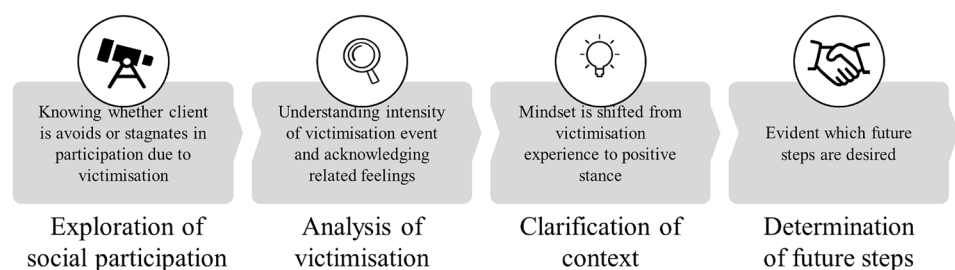 Knowing whether client
is avoids or stagnates in
participation due to
victimisation
Exploration of
social participation
Understanding intensity
of victimisation event
and acknowledging
related feelings
Analysis of
victimisation
Mindset is shifted from
victimisation
experience to positive
stance
Clarification of
context
Evident which future
steps are desired
Determination
of future steps